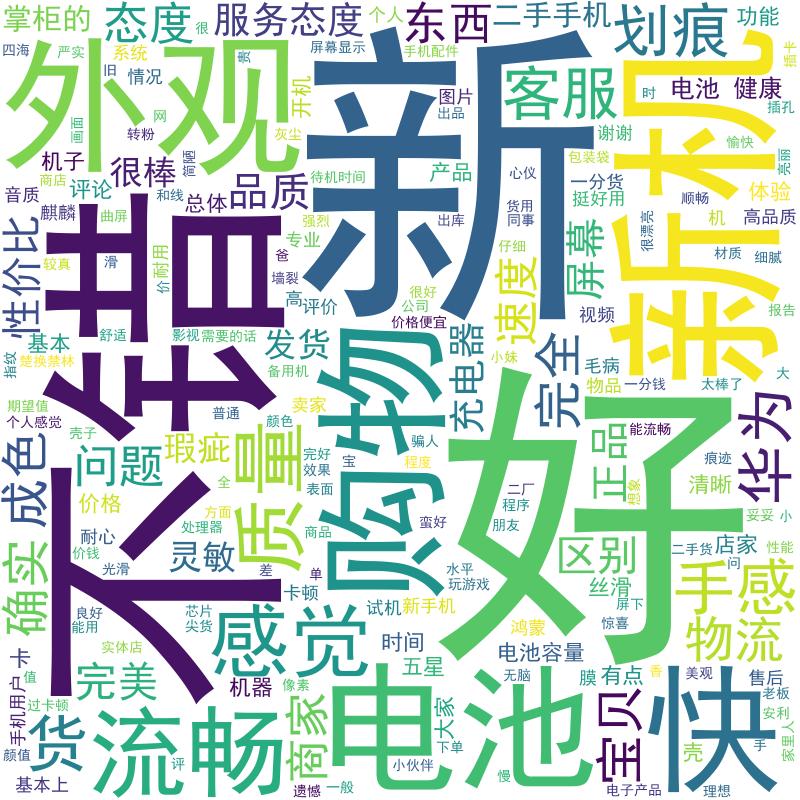 掌柜的
态度
很
服务态度
个人
东西
二手手机
划痕
功能
四海
严实
系统
旧
情况
贵
屏幕显示
手机配件
插卡
外观
新
客服
新机
画面
网
转粉
灰尘
开机
图片
出品
时
电池
健康
插孔
机子
商店
评论
很棒
简陋
品质
待机时间
产品
心仪
包装袋
谢谢
愉快
亮丽
音质
麒麟
曲屏
和线
总体
强烈
出库
货用
同事
一分货
挺好用
顺畅
体验
高品质
性价比
较真
滑
价
耐用
爸
专业
墙裂
高
评价
公司
仔细
很好
屏幕
很漂亮
机
材质
细腻
不错
指纹
基本
楚换禁林
舒适
影视
需要的话
备用机
发货
价格便宜
速度
小妹
视频
报告
毛病
物品
一分钱
太棒了
大
期望值
个人感觉
壳子
普通
颜色
卖家
购物
充电器
完全
华为
成色
问题
瑕疵
质量
完好
效果
骗人
好
正品
能流畅
痕迹
清晰
想象
价格
全
方面
处理器
表面
宝
程度
商品
蛮好
二厂
程序
朋友
妥妥
小
确实
价钱
耐心
光滑
灵敏
差
单
卡顿
水平
玩游戏
区别
二手货
店家
性能
问
良好
能用
芯片
尖货
试机
新手机
丝滑
屏下
手感
实体店
感觉
时间
鸿蒙
惊喜
物流
手机用户
卡
值
过卡顿
完美
机器
像素
五星
电池容量
无脑
膜
有点
香
美观
售后
老板
颜值
货
流畅
评
商家
电池
大家
下单
宝贝
快
壳
安利
家里人
手
基本上
遗憾
一般
小伙伴
慢
电子产品
理想